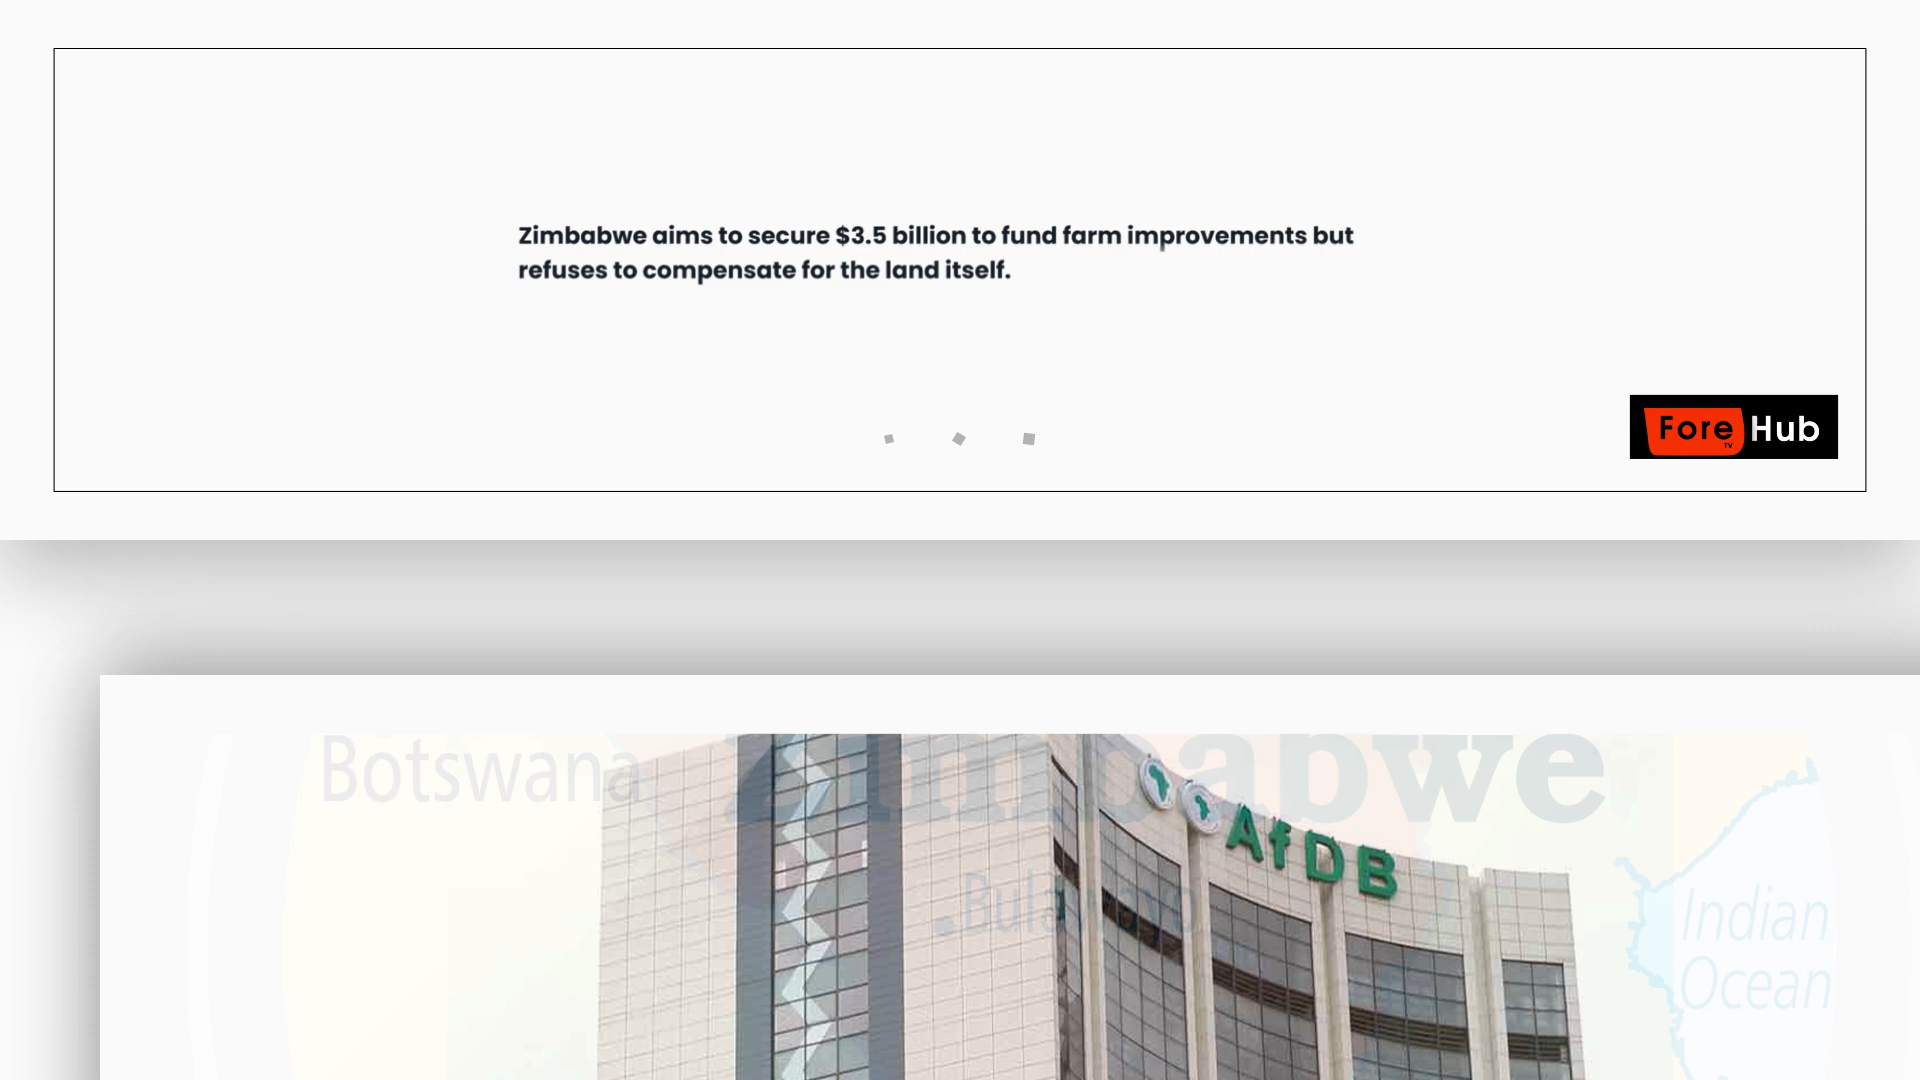 Zimbabwe aims to secure $3.5 billion to fund farm improvements but
refuses to compensate for the land itself.
Fore Hub
TV
Botswana
Zimbabwe
AfDB
Bulawayo
Indian
Ocean